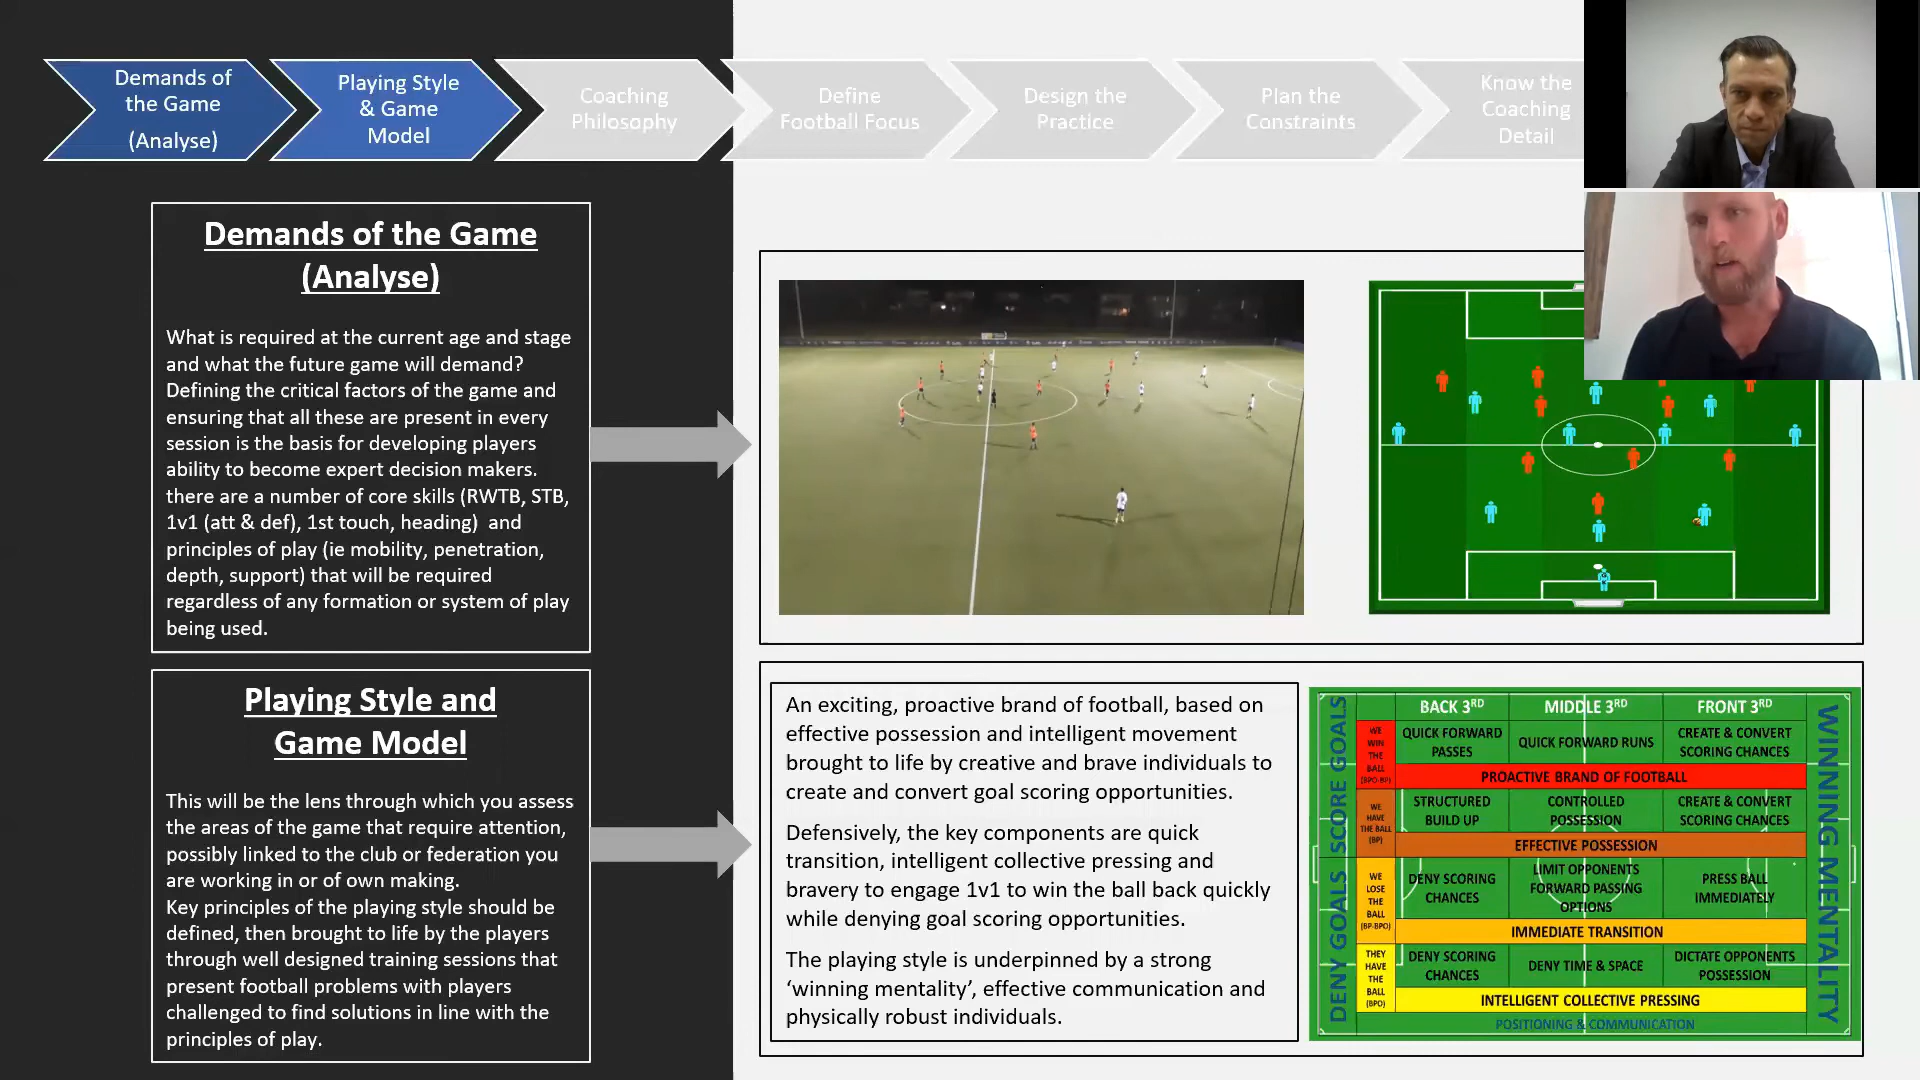 Demands of
the Game
(Analyse)
Playing Style
& Game
Model
Coaching
Philosophy
Define
Football Focus
Design the
Practice
Plan the
Constraints
Know the
Coaching
Detail
Demands of the Game
(Analyse)
What is required at the current age and stage
and what the future game will demand?
Defining the critical factors of the game and
ensuring that all these are present in every
session is the basis for developing players
ability to become expert decision makers.
there are a number of core skills (RWTB, STB,
1v1 (att & def), 1st touch, heading)  and
principles of play (ie mobility, penetration,
depth, support) that will be required
regardless of any formation or system of play
being used.
Playing Style and
Game Model
This will be the lens through which you assess
the areas of the game that require attention,
possibly linked to the club or federation you
are working in or of own making.
Key principles of the playing style should be
defined, then brought to life by the players
through well designed training sessions that
present football problems with players
challenged to find solutions in line with the
principles of play.
An exciting, proactive brand of football, based on
effective possession and intelligent movement
brought to life by creative and brave individuals to
create and convert goal scoring opportunities.
Defensively, the key components are quick
transition, intelligent collective pressing and
bravery to engage 1v1 to win the ball back quickly
while denying goal scoring opportunities.
The playing style is underpinned by a strong
‘winning mentality’, effective communication and
physically robust individuals.
SCORE GOALS
DENY GOALS
BACK 3RD
MIDDLE 3RD
FRONT 3RD
WE
WIN
THE
BALL
(BPO-BP)
QUICK FORWARD
PASSES
QUICK FORWARD RUNS
CREATE & CONVERT
SCORING CHANCES
PROACTIVE BRAND OF FOOTBALL
WE
HAVE
THE BALL
(BP)
STRUCTURED
BUILD UP
CONTROLLED
POSSESSION
CREATE & CONVERT
SCORING CHANCES
EFFECTIVE POSSESSION
WE
LOSE
THE
BALL
(BP-BPO)
DENY SCORING
CHANCES
LIMIT OPPONENTS
FORWARD PASSING
OPTIONS
PRESS BALL
IMMEDIATELY
IMMEDIATE TRANSITION
THEY
HAVE
THE
BALL
(BPO)
DENY SCORING
CHANCES
DENY TIME & SPACE
DICTATE OPPONENTS
POSSESSION
INTELLIGENT COLLECTIVE PRESSING
POSITIONING & COMMUNICATION
WINNING MENTALITY